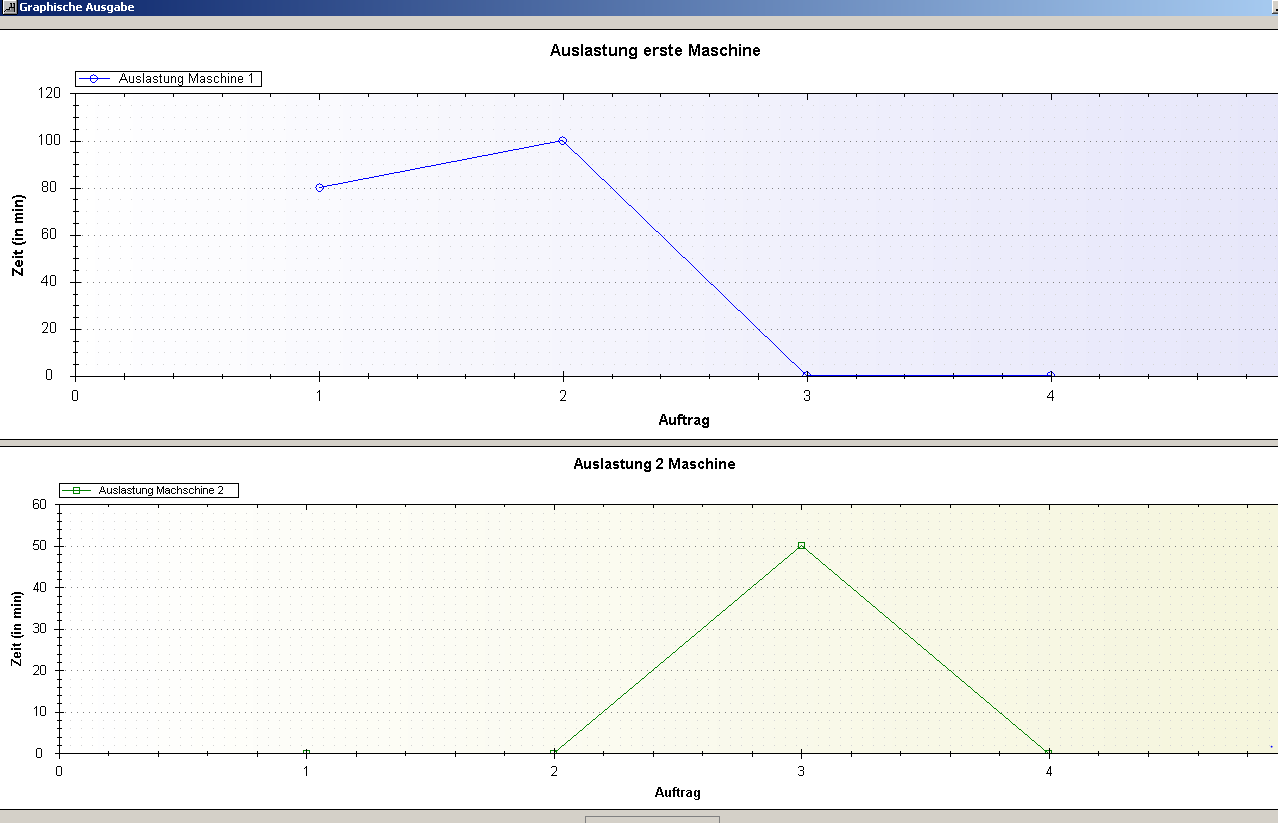 Graphische Ausgabe
Auslastung erste Maschine
Auslastung Maschine 1
120
100
80
60
40
20
0
Zeit (in min)
0 1 2 3 4
Auftrag
Auslastung 2 Maschine
Auslastung Machschine 2
60
50
40
30
20
10
0
Zeit (in min)
0 1 2 3 4
Auftrag